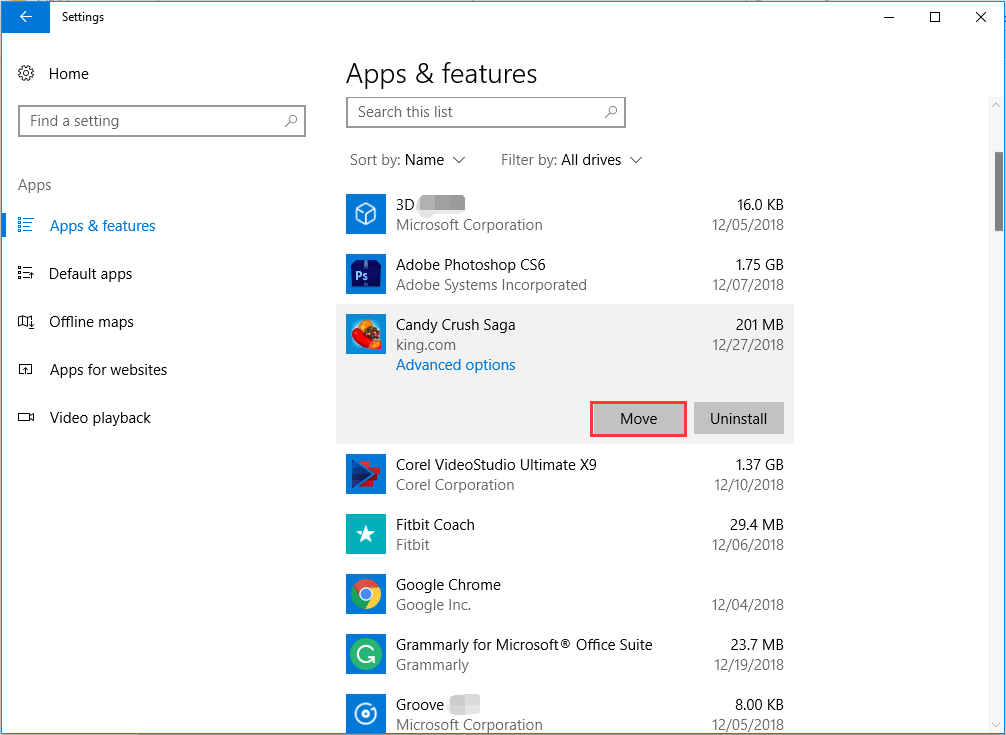 Settings
Home
Find a setting
Apps
Apps & features
Default apps
Offline maps
Apps for websites
Video playback
Apps & features
Search this list
Sort by: Name Filter by: All drives
3D 16.0 KB
Microsoft Corporation 12/05/2018
Ps
Adobe Photoshop CS6 1.75 GB
Adobe Systems Incorporated 12/07/2018
Candy Crush Saga 201 MB
king.com 12/27/2018
Advanced options
Move Uninstall
Corel VideoStudio Ultimate X9 1.37 GB
Corel Corporation 12/10/2018
Fitbit Coach 29.4 MB
Fitbit 12/06/2018
Google Chrome
Google Inc. 12/04/2018
Grammarly for Microsoft® Office Suite 23.7 MB
Grammarly 12/19/2018
Groove 8.00 KB
Microsoft Corporation 12/05/2018